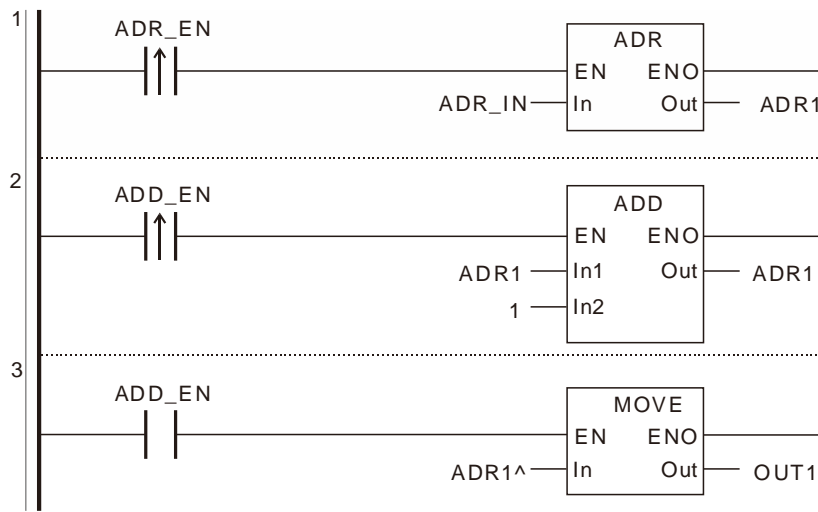 1
ADR_EN
ADR
EN ENO
ADR_IN In Out ADR1
2
ADD_EN
ADD
EN ENO
ADR1 In1 Out ADR1
1 In2
3
ADD_EN
MOVE
EN ENO
ADR1^ In Out OUT1